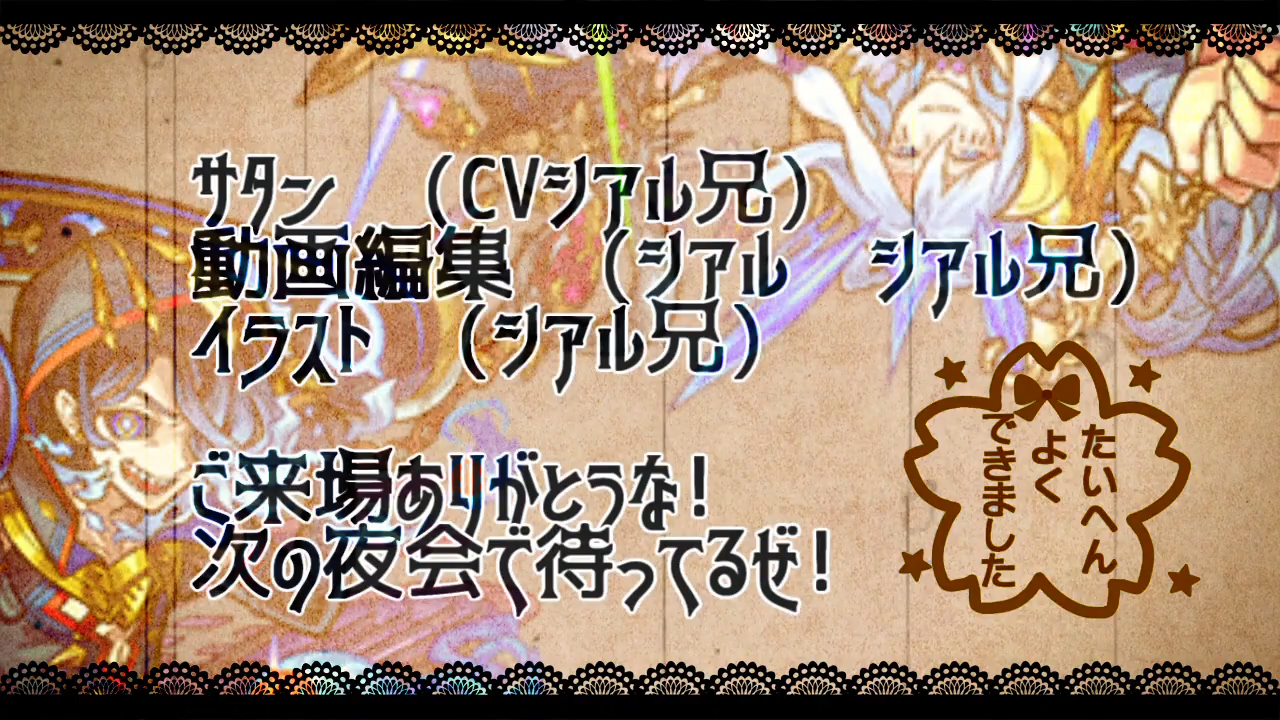 サタン　（CVシアル兄）
動画編集　（シアル　シアル兄）
イラスト　（シアル兄）
ご来場ありがとうな！
次の夜会で待ってるぜ！
たいへん
よく
できました